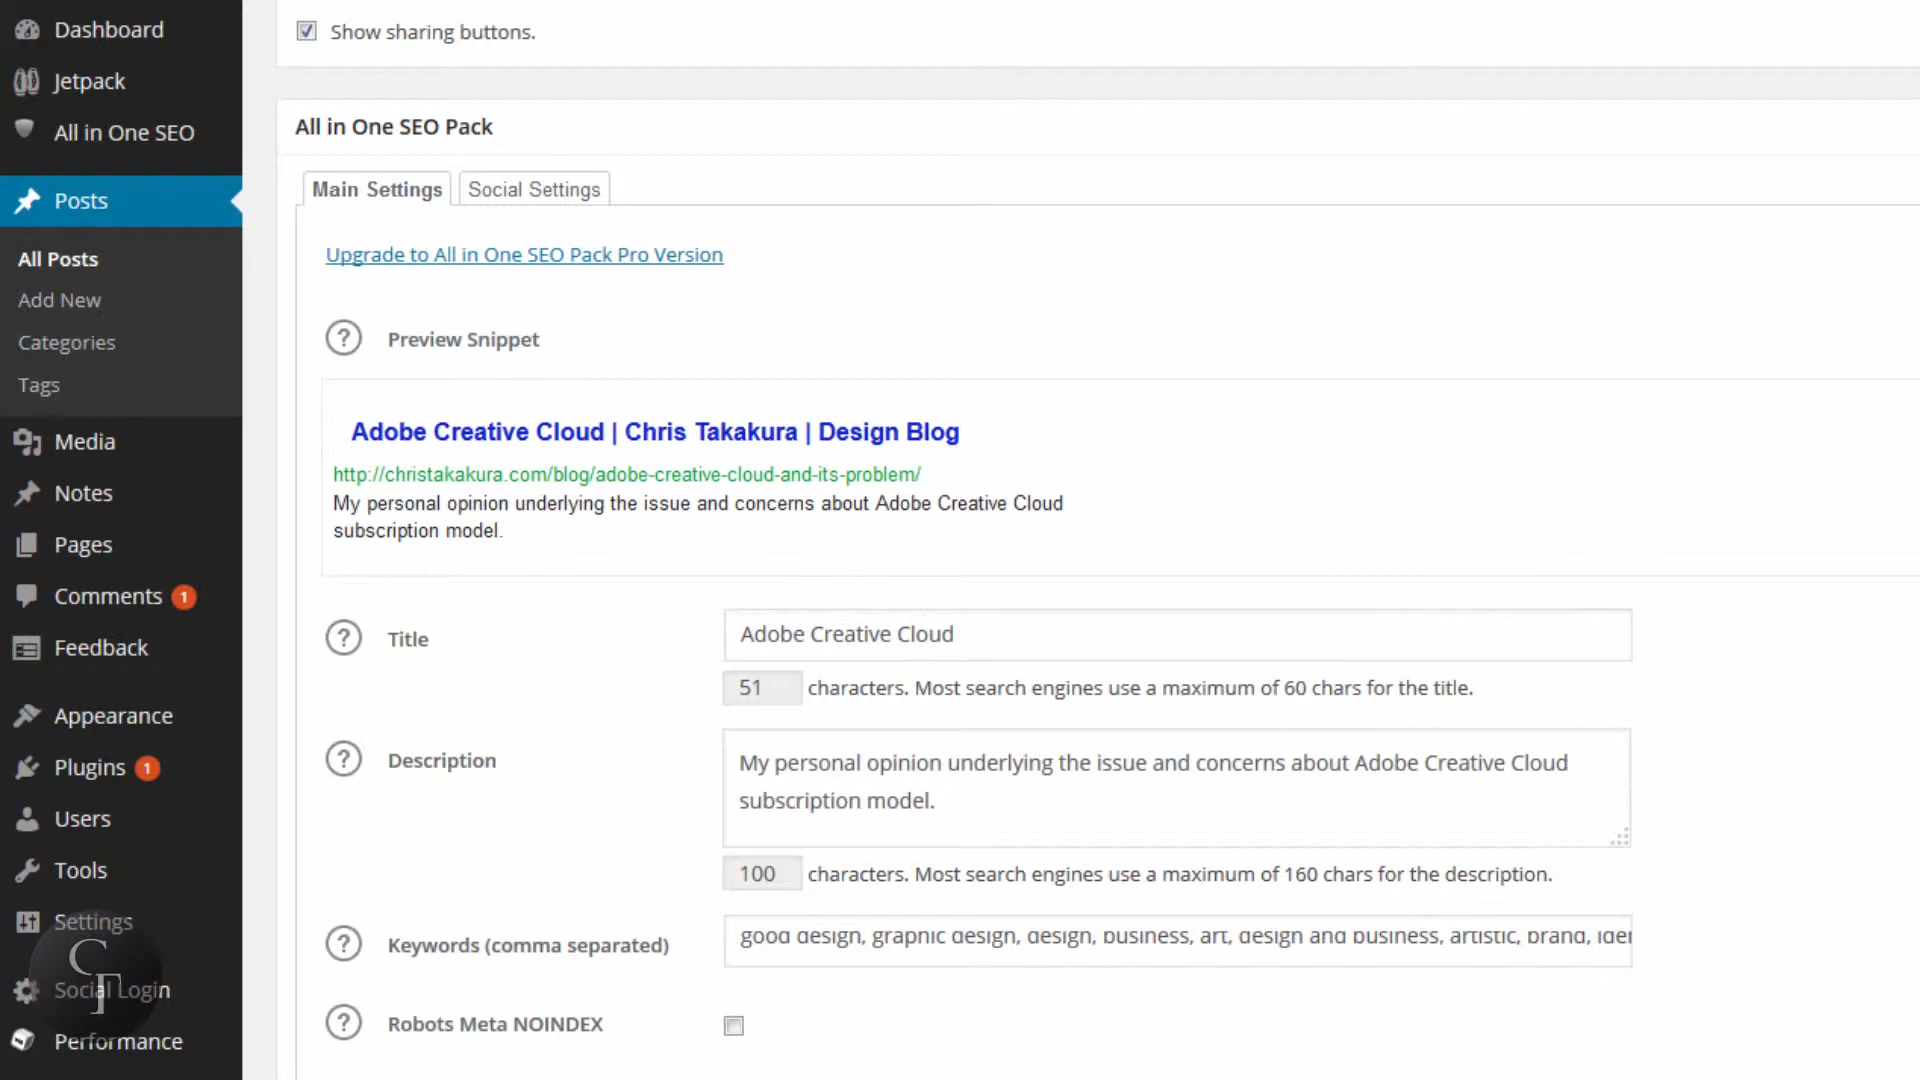 Dashboard
Jetpack
All in One SEO
Posts
All Posts
Add New
Categories
Tags
Media
Notes
Pages
Comments 1
Feedback
Appearance
Plugins 1
Users
Tools
Settings
Social Login
Performance
Show sharing buttons.
All in One SEO Pack
Main Settings
Social Settings
Upgrade to All in One SEO Pack Pro Version
? Preview Snippet
Adobe Creative Cloud | Chris Takakura | Design Blog
http://christakakura.com/blog/adobe-creative-cloud-and-its-problem/
My personal opinion underlying the issue and concerns about Adobe Creative Cloud
subscription model.
? Title
Adobe Creative Cloud
51 characters. Most search engines use a maximum of 60 chars for the title.
? Description
My personal opinion underlying the issue and concerns about Adobe Creative Cloud
subscription model.
100 characters. Most search engines use a maximum of 160 chars for the description.
? Keywords (comma separated)
good design, graphic design, design, business, art, design and business, artistic, brand,
? Robots Meta NOINDEX